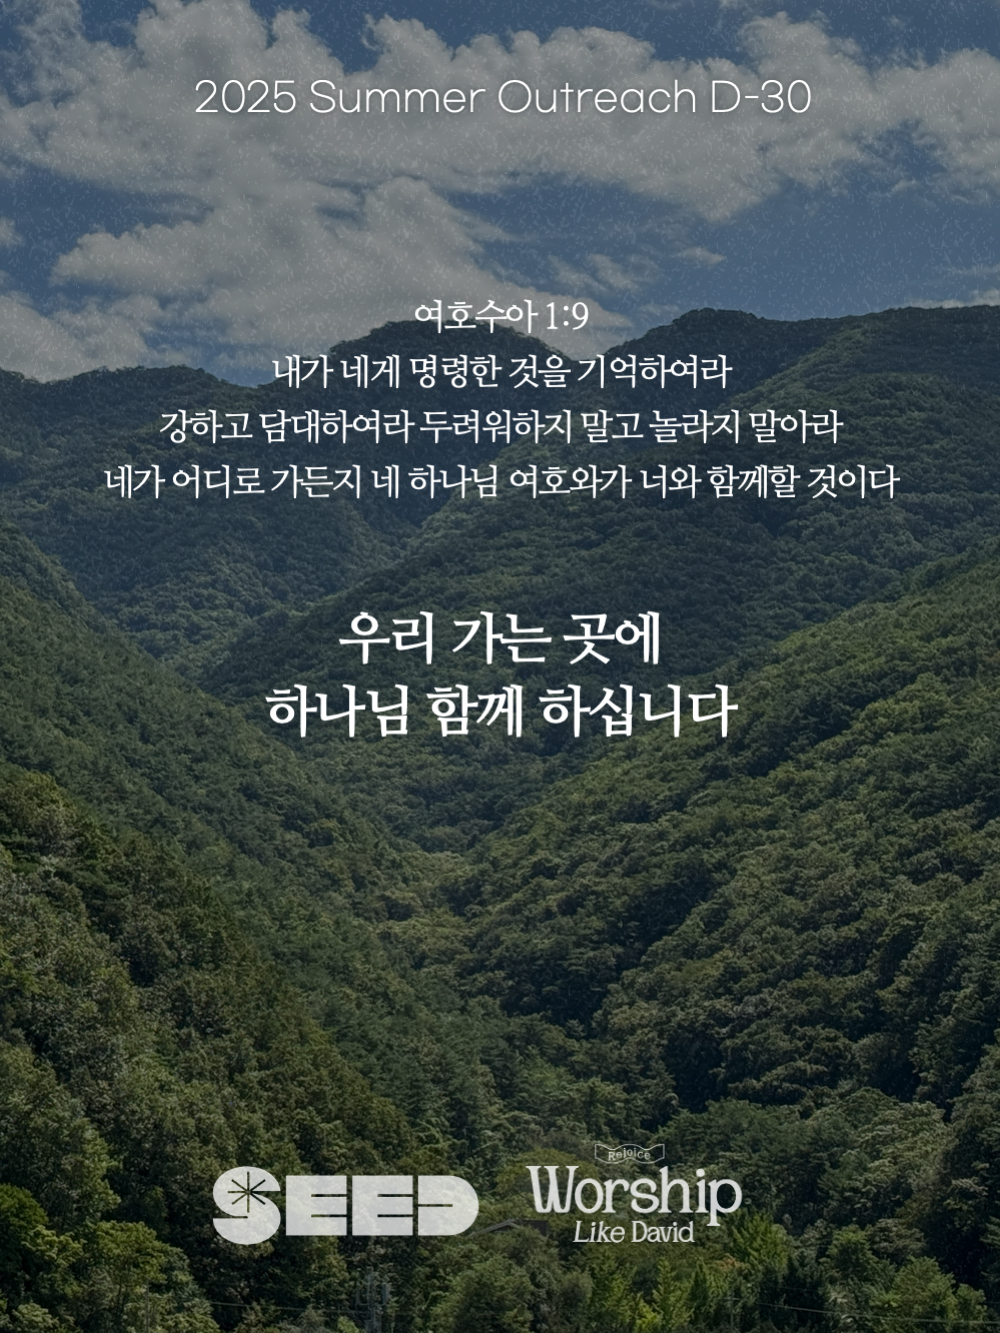 2025 Summer Outreach D-30
여호수아 1:9
내가 네게 명령한 것을 기억하여라
강하고 담대하여라 두려워하지 말고 놀라지 말아라
네가 어디로 가든지 네 하나님 여호와가 너와 함께할 것이다
우리 가는 곳에
하나님 함께 하십니다
SEED
Rejoice
Worship
Like David